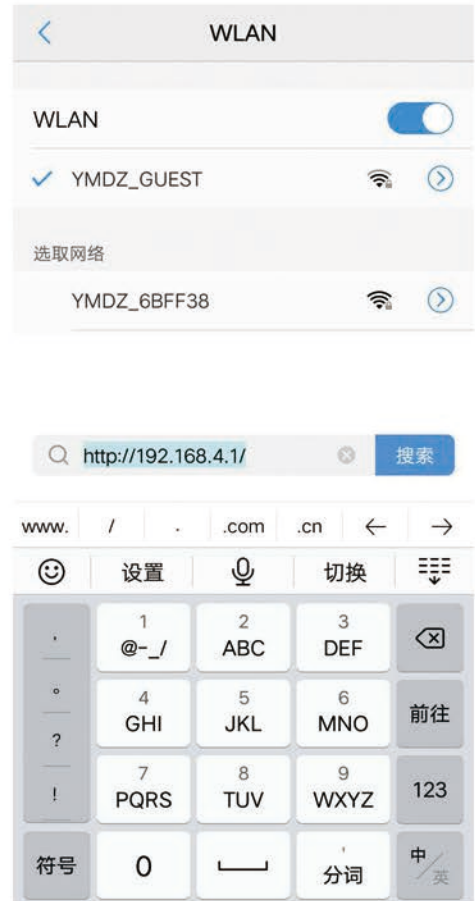 WLAN
WLAN
YMDZ_GUEST
选取网络
YMDZ_6BFF38
http://192.168.4.1/ 搜索
www. / . .com .cn ← →
设置 切换
, 1 2 3
@-_/ ABC DEF
。 4 5 6 前往
GHI JKL MNO
? 7 8 9 123
! PQRS TUV WXYZ
符号 0 ' 分词 中/英